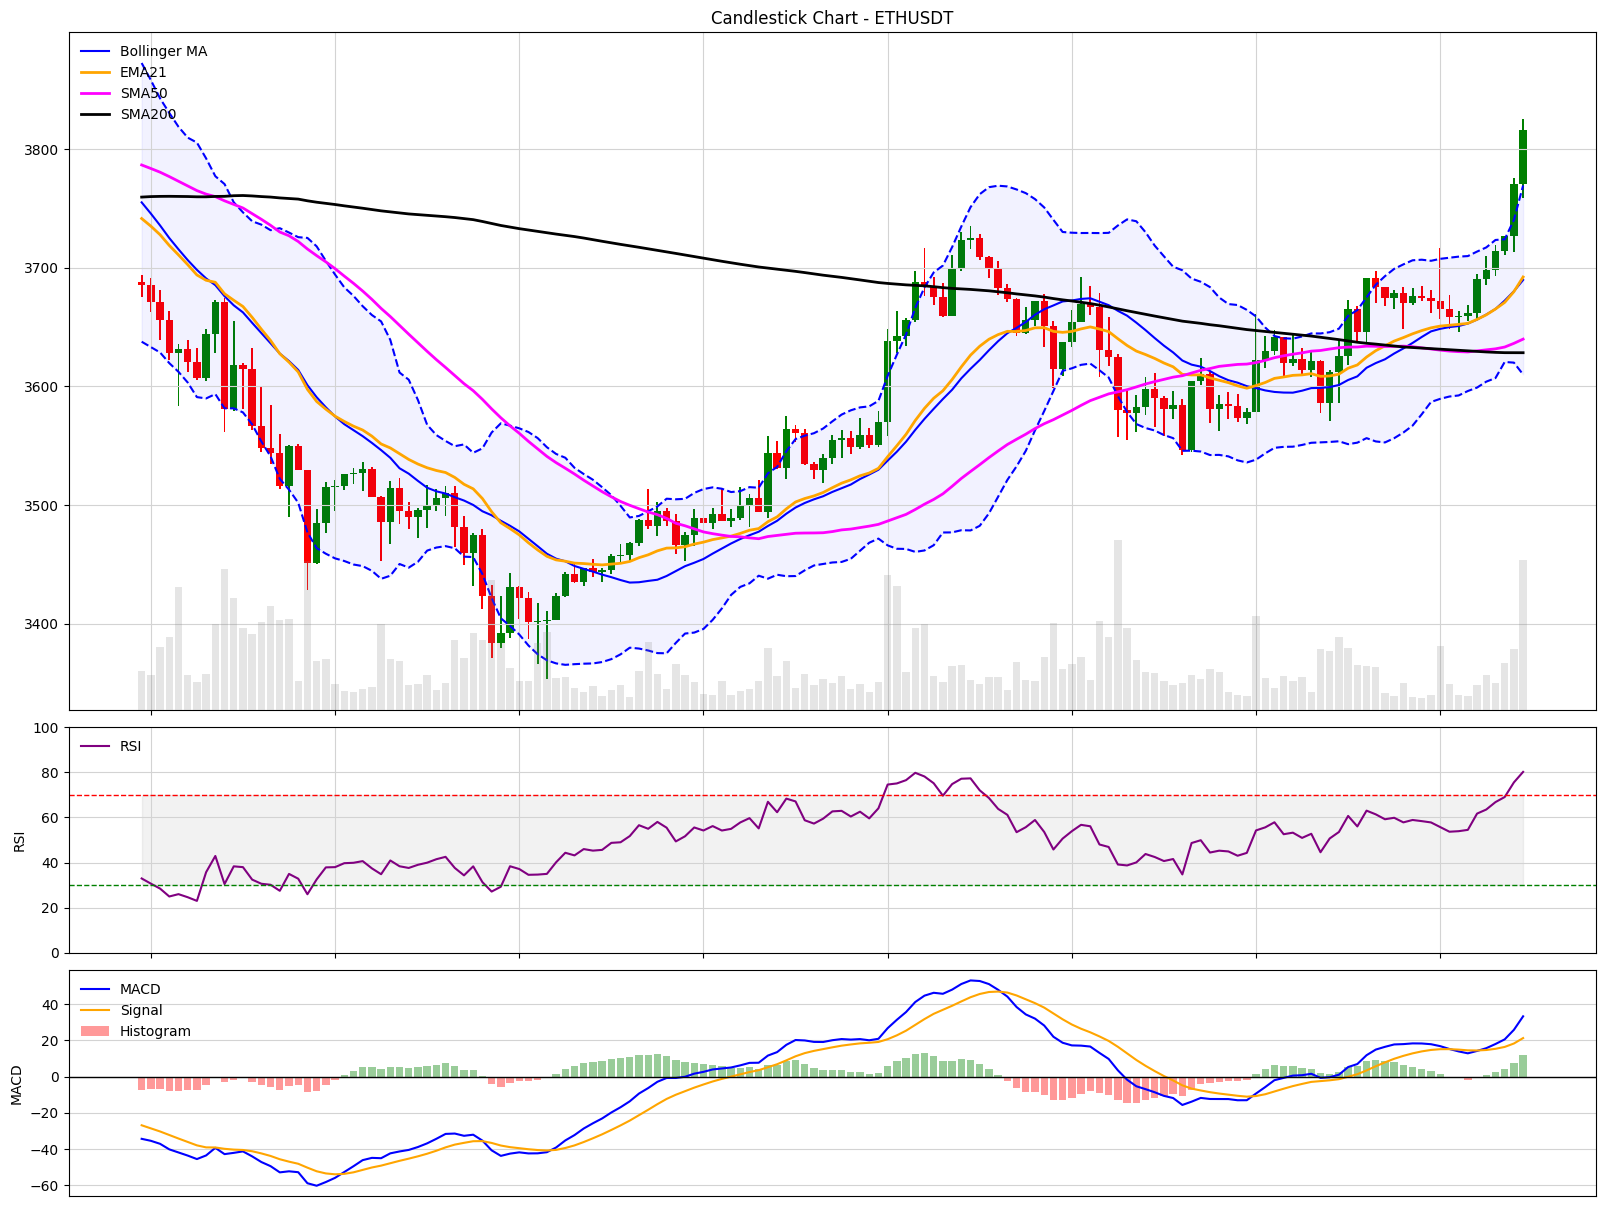 Candlestick Chart - ETHUSDT
Bollinger MA
EMA21
SMA50
SMA200
3800
3700
3600
3500
3400
RSI
100
80
60
40
20
0
RSI
MACD
Signal
Histogram
40
20
0
−20
−40
−60
MACD